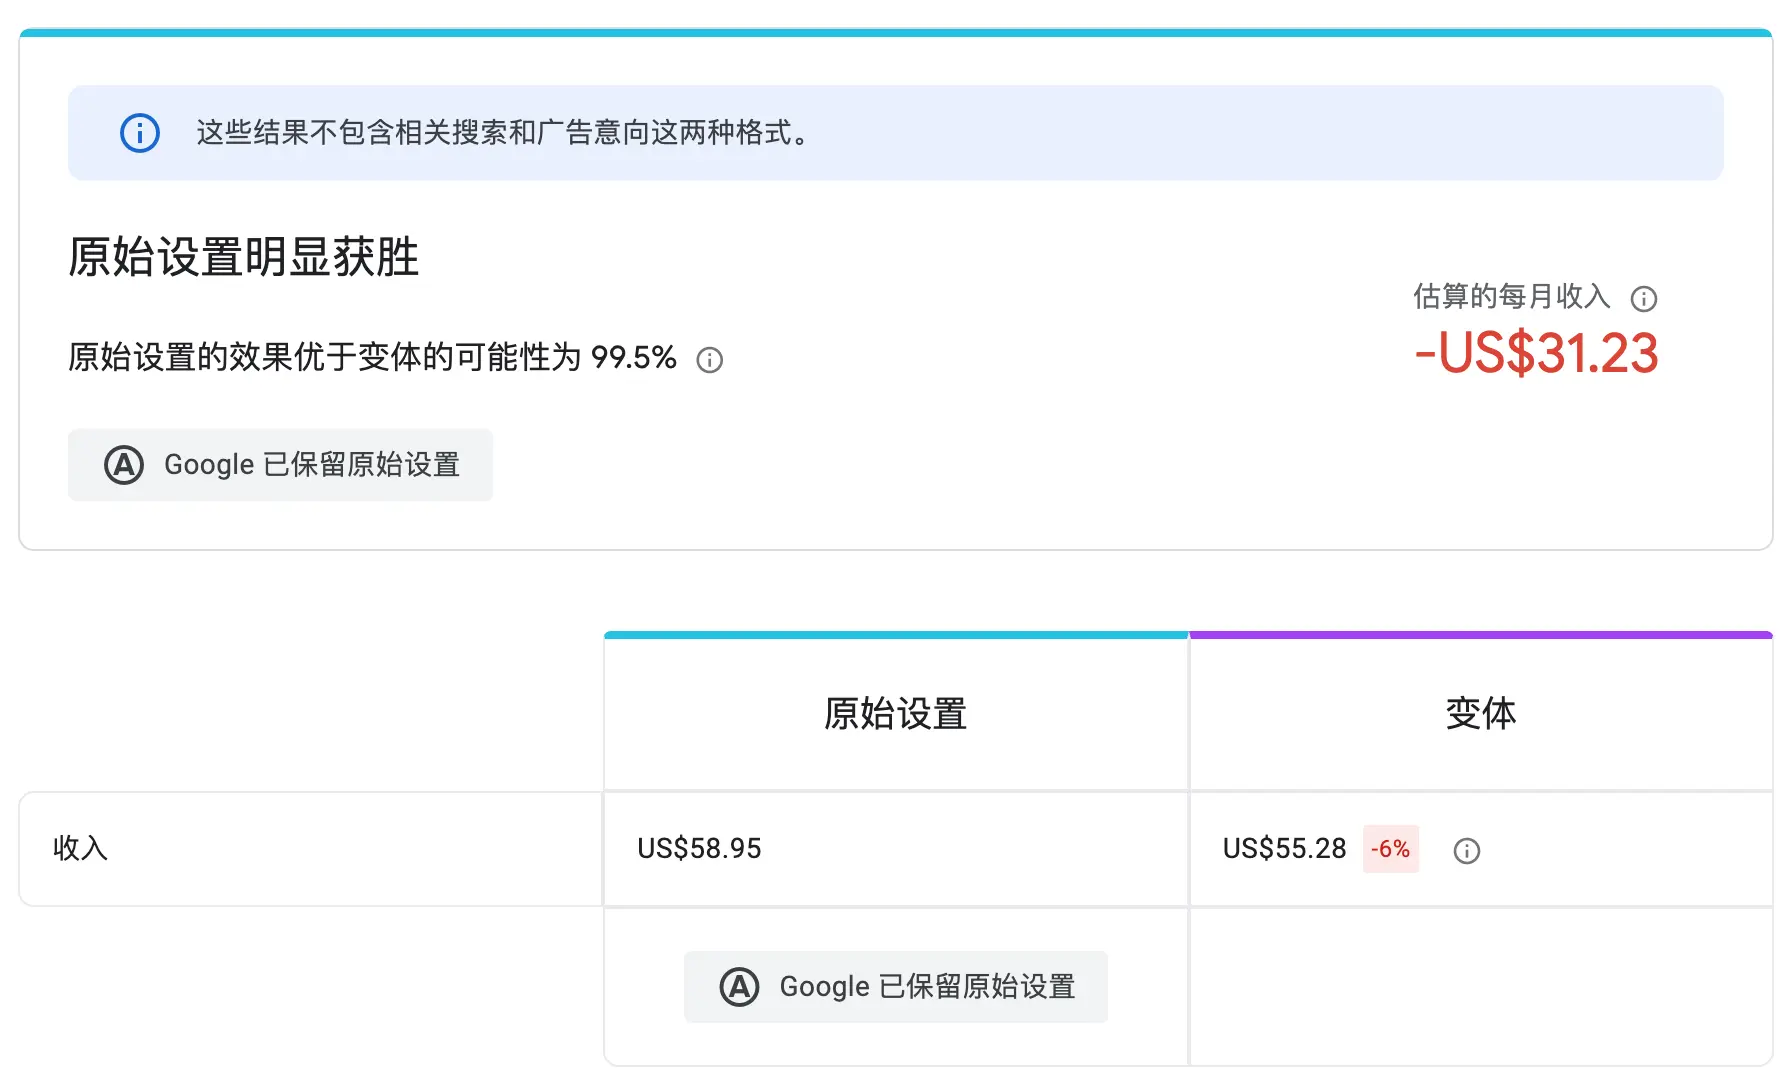 这些结果不包含相关搜索和广告意向这两种格式。
原始设置明显获胜
原始设置的效果优于变体的可能性为 99.5%
估算的每月收入
-US$31.23
Google 已保留原始设置
原始设置
变体
收入
US$58.95
US$55.28 -6%
Google 已保留原始设置